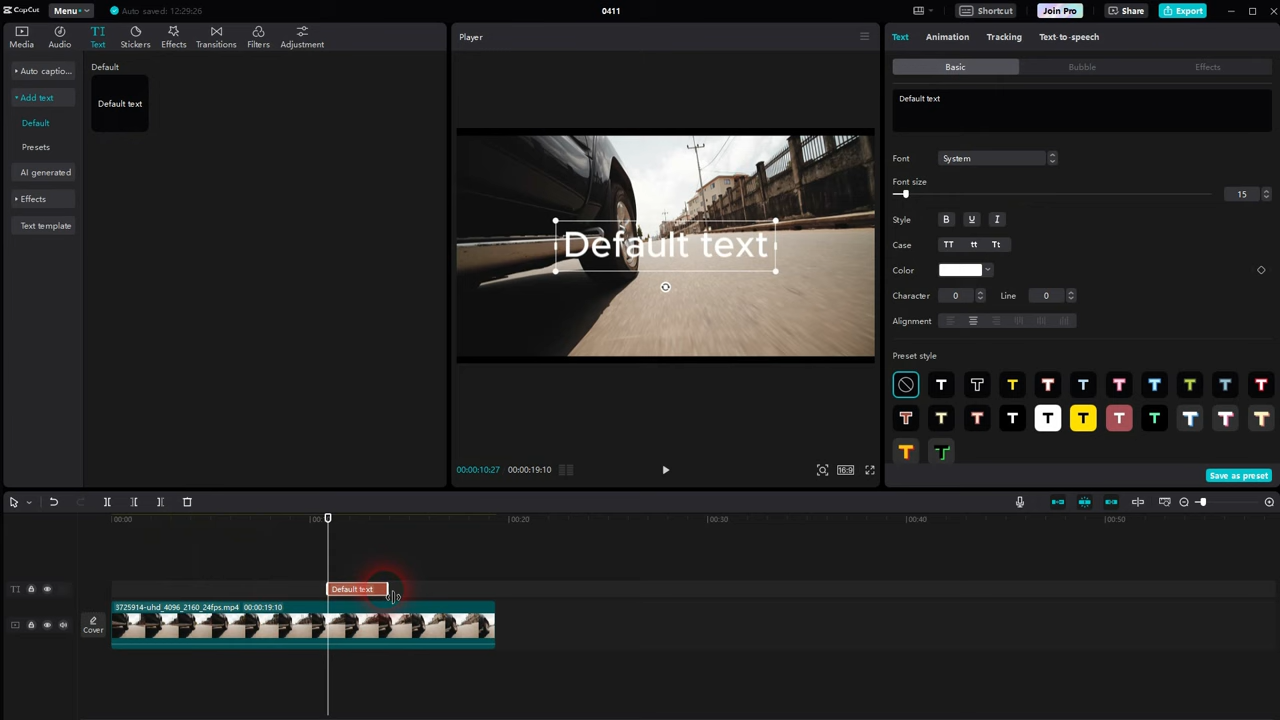 CapCut
Menu
Auto saved: 12:29:26
0411
Shortcut
Join Pro
Share
Export
Media
Audio
TI
Text
Stickers
Effects
Transitions
Filters
Adjustment
Player
Text
Animation
Tracking
Text-to-speech
Auto captio...
Add text
Default
Presets
AI generated
Effects
Text template
Default
Default text
Default text
Basic
Bubble
Effects
Default text
Font
System
Font size
15
Style
B
U
I
Case
TT
tt
Tt
Color
Character
0
Line
0
Alignment
Preset style
T T T T T T T T T T
T T T T T T T T T T T
T T
Save as preset
00:00:10:27
00:00:19:10
16:9
00:00
00:20
00:30
00:40
00:50
TI
Default text
3725914-uhd_4096_2160_24fps.mp4
00:00:19:10
Cover